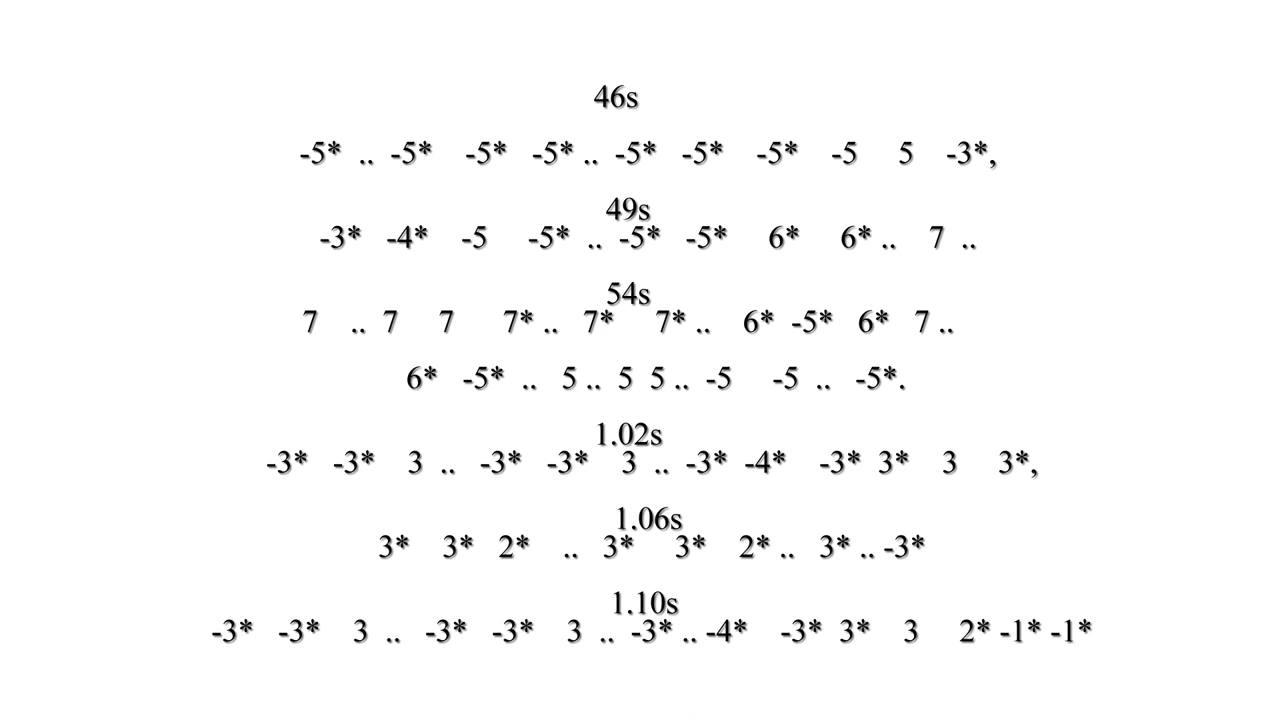 46s
-5* .. -5* -5* -5* .. -5* -5* -5* -5 5 -3*,
49s
-3* -4* -5 -5* .. -5* -5* 6* 6* .. 7 ..
54s
7 .. 7 7 7* .. 7* 7* .. 6* -5* 6* 7 ..
6* -5* .. 5 .. 5 5 .. -5 -5 .. -5*.
1.02s
-3* -3* 3 .. -3* -3* 3 .. -3* -4* -3* 3* 3 3*,
1.06s
3* 3* 2* .. 3* 3* 2* .. 3* .. -3*
1.10s
-3* -3* 3 .. -3* -3* 3 .. -3* .. -4* -3* 3* 3 2* -1* -1*